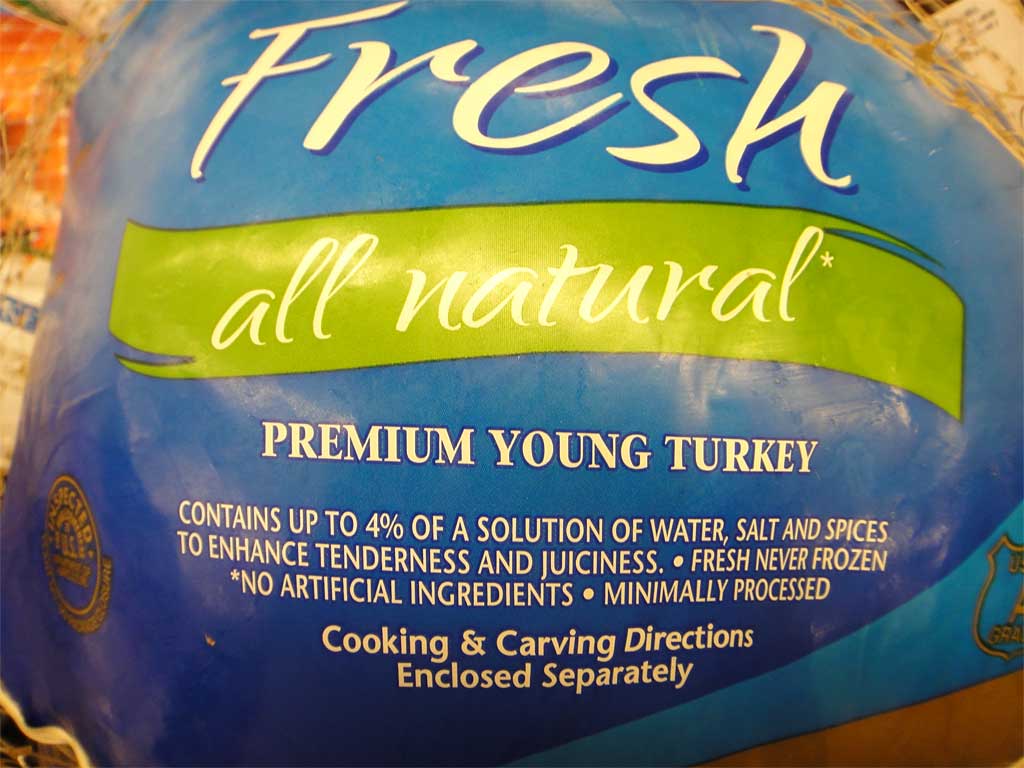 Fresh
all natural*
PREMIUM YOUNG TURKEY
CONTAINS UP TO 4% OF A SOLUTION OF WATER, SALT AND SPICES
TO ENHANCE TENDERNESS AND JUICINESS. • FRESH NEVER FROZEN
*NO ARTIFICIAL INGREDIENTS • MINIMALLY PROCESSED
Cooking & Carving Directions
Enclosed Separately